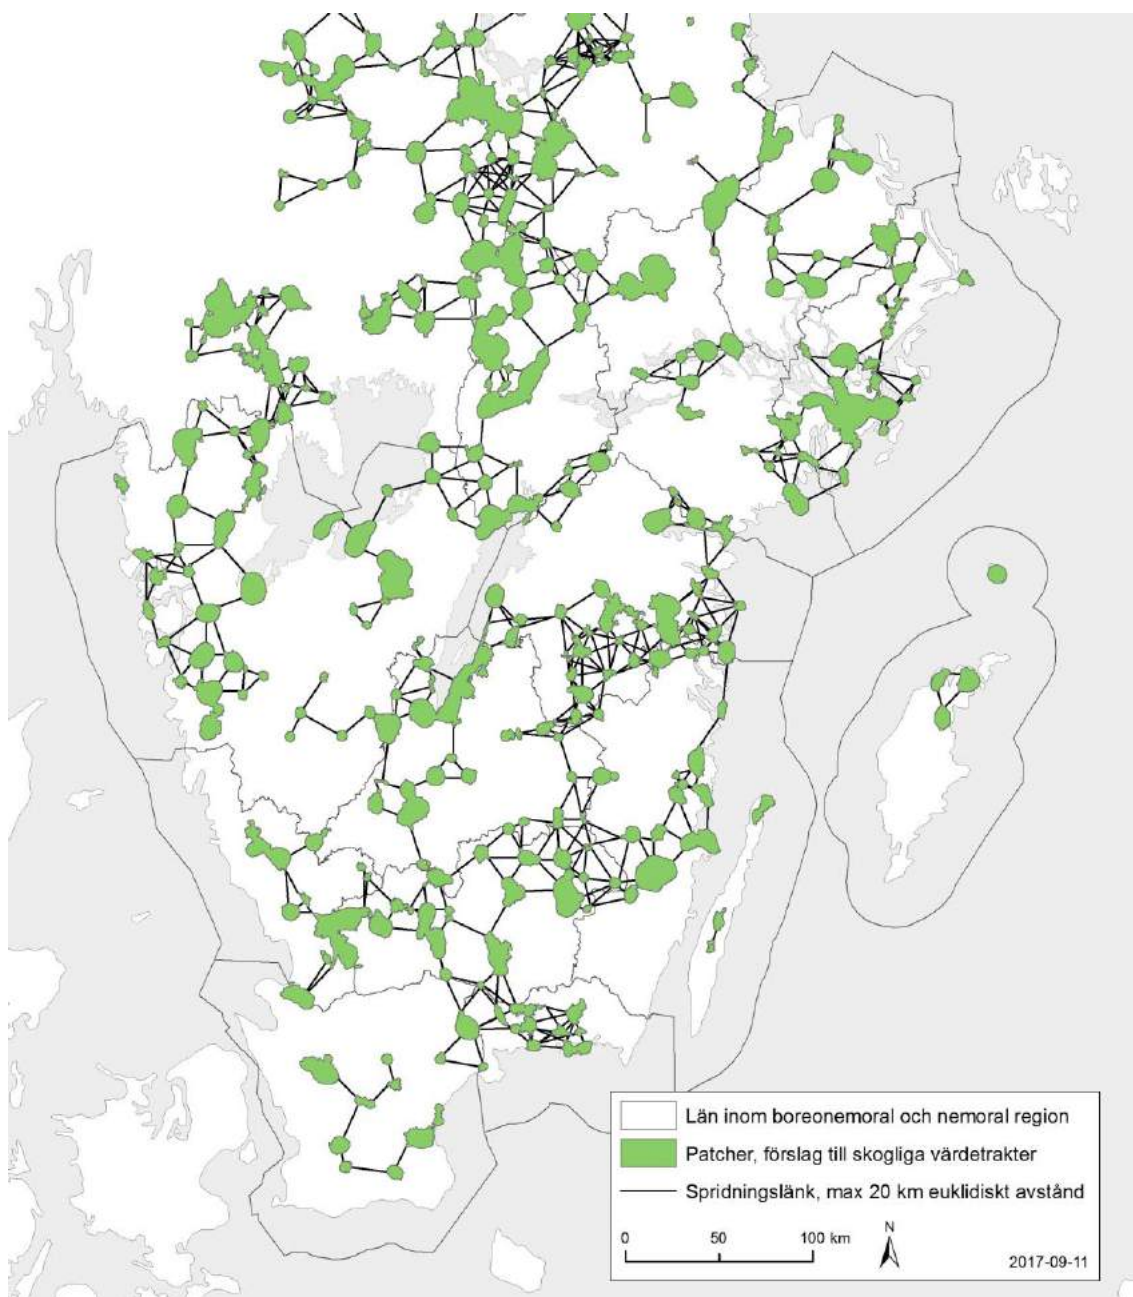 Län inom boreonemoral och nemoral region
Patcher, förslag till skogliga värdetrakter
Spridningslänk, max 20 km euklidiskt avstånd
0 50 100 km
N
2017-09-11